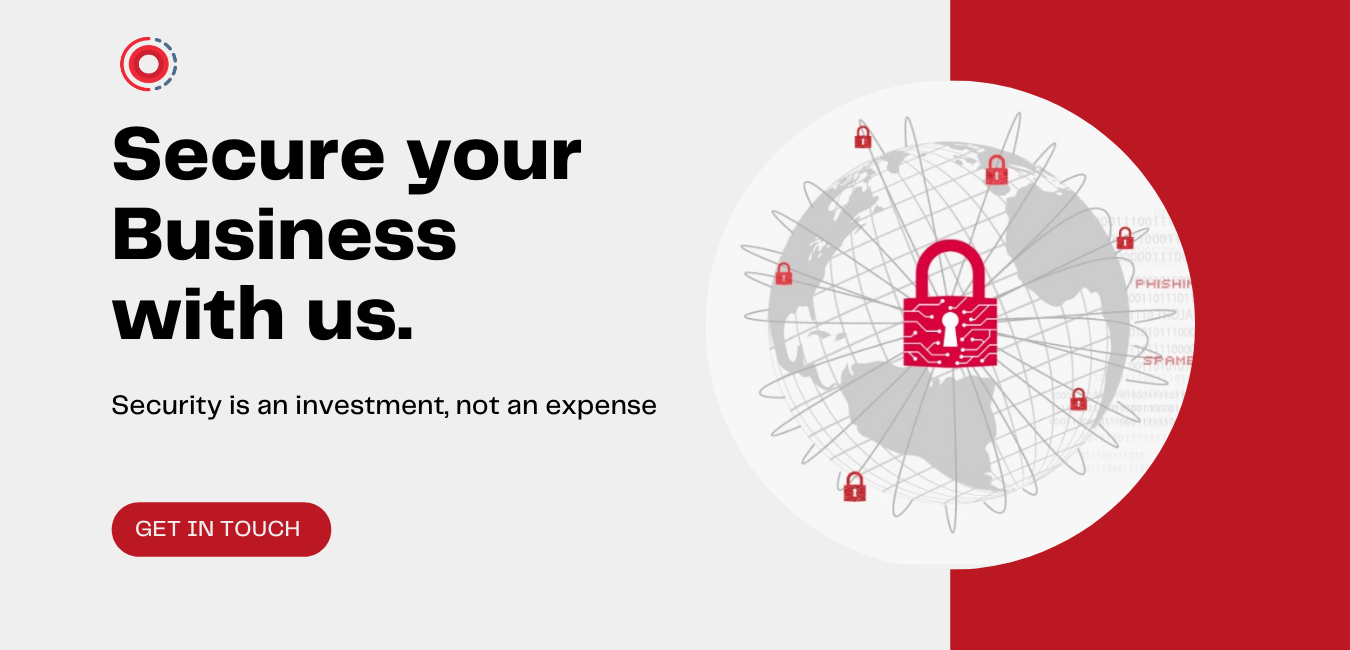 Secure your
Business
with us.
Security is an investment, not an expense
GET IN TOUCH